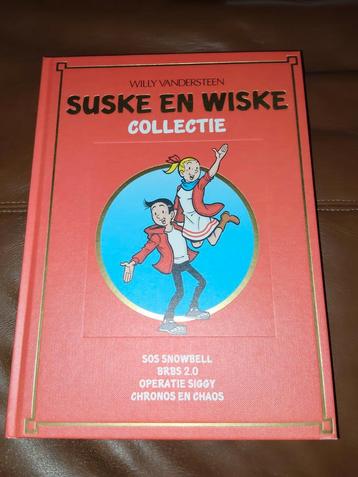 WILLY VANDERSTEEN
SUSKE EN WISKE
COLLECTIE
SOS SNOWBELL
BRBS 2.0
OPERATIE SIGGY
CHRONOS EN CHAOS